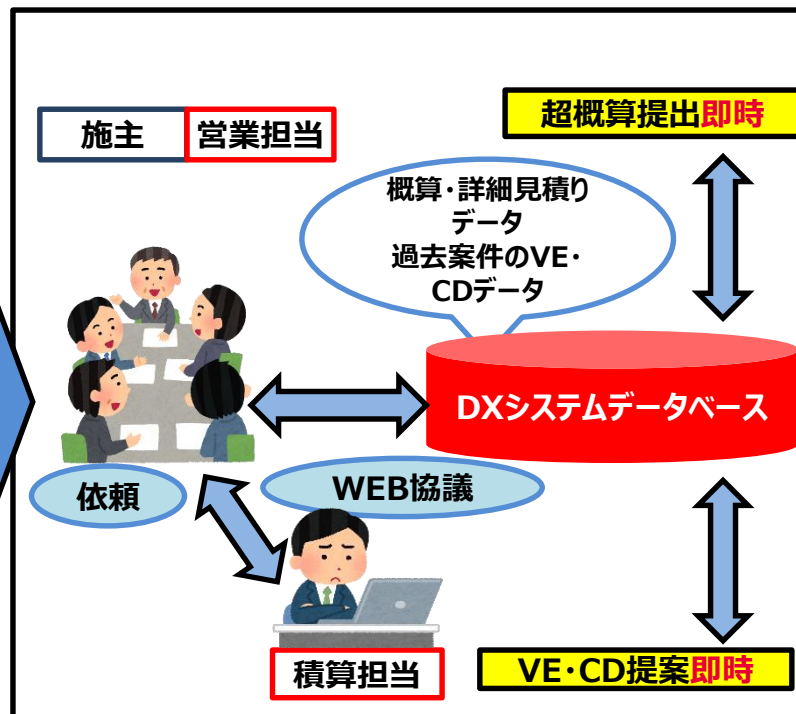 施主
営業担当
超概算提出即時
概算・詳細見積り
データ
過去案件のVE・
CDデータ
DXシステムデータベース
依頼
WEB協議
積算担当
VE・CD提案即時